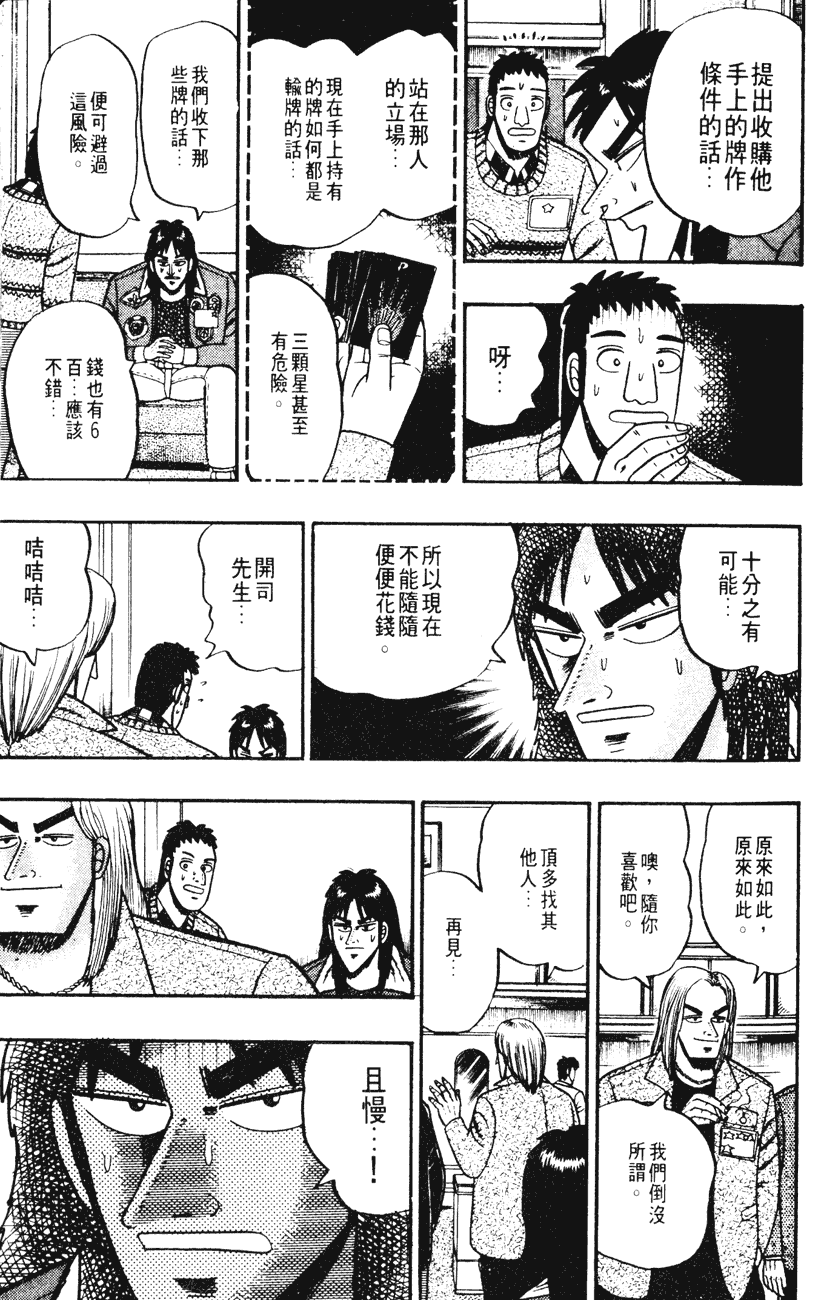 提出收購他
手上的牌作
條件的話…
呀…
站在那人
的立場…
現在手上持有
的牌如何都是
輸牌的話…
三顆星甚至
有危險。
我們收下那
些牌的話…
便可避過
這風險。
錢也有6
百…應該
不錯…
十分之有
可能…
所以現在
不能隨隨
便便花錢。
開司
先生…
咭咭咭…
原來如此，
原來如此。
噢，隨你
喜歡吧。
我們倒沒
所謂。
頂多找其
他人…
再見…
且慢…！